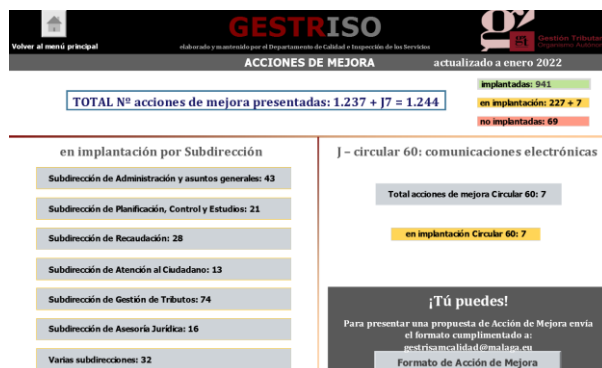 GESTRISO
Volver al menú principal
elaborado y mantenido por el Departamento de Calidad e Inspección de los Servicios
Gestión Tributaria
Organismo Autónomo
ACCIONES DE MEJORA
actualizado a enero 2022
TOTAL Nº acciones de mejora presentadas: 1.237 + J7 = 1.244
implantadas: 941
en implantación: 227 + 7
no implantadas: 69
en implantación por Subdirección
Subdirección de Administración y asuntos generales: 43
Subdirección de Planificación, Control y Estudios: 21
Subdirección de Recaudación: 28
Subdirección de Atención al Ciudadano: 13
Subdirección de Gestión de Tributos: 74
Subdirección de Asesoría Jurídica: 16
Varias subdirecciones: 32
J – circular 60: comunicaciones electrónicas
Total acciones de mejora Circular 60: 7
en implantación Circular 60: 7
¡Tú puedes!
Para presentar una propuesta de Acción de Mejora envia
el formato cumplimentado a:
gestrisamcalidad@malaga.eu
Formato de Acción de Mejora